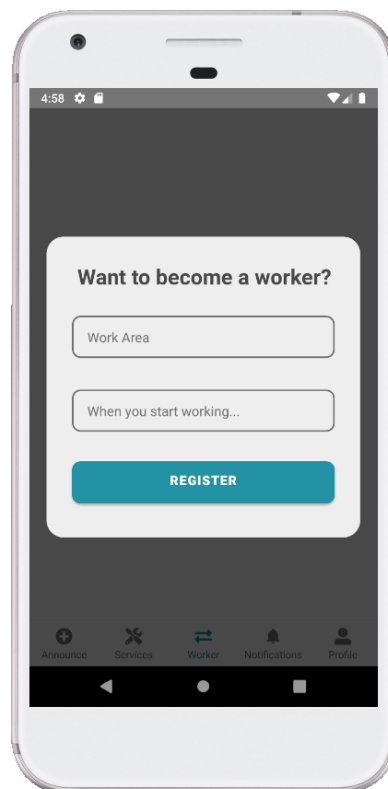 4:58
Want to become a worker?
Work Area
When you start working...
REGISTER
Announce Services Worker Notifications Profile